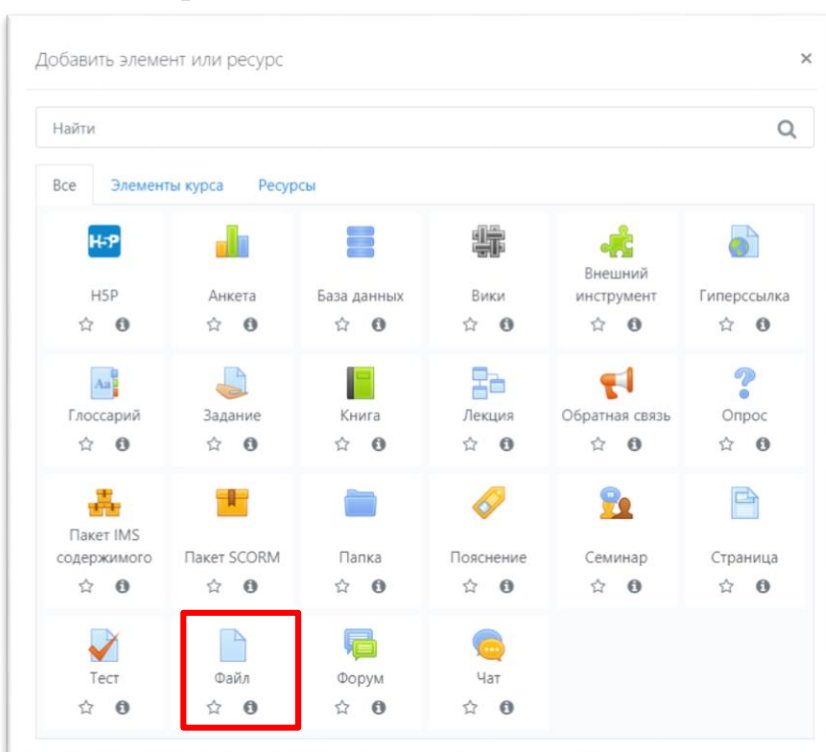 Добавить элемент или ресурс ×
Найти
Все Элементы курса Ресурсы
H5P
H5P Анкета База данных Вики Внешний инструмент Гиперссылка
Aa
Глоссарий Задание Книга Лекция Обратная связь Опрос
Пакет IMS содержимого Пакет SCORM Папка Пояснение Семинар Страница
Тест Файл Форум Чат